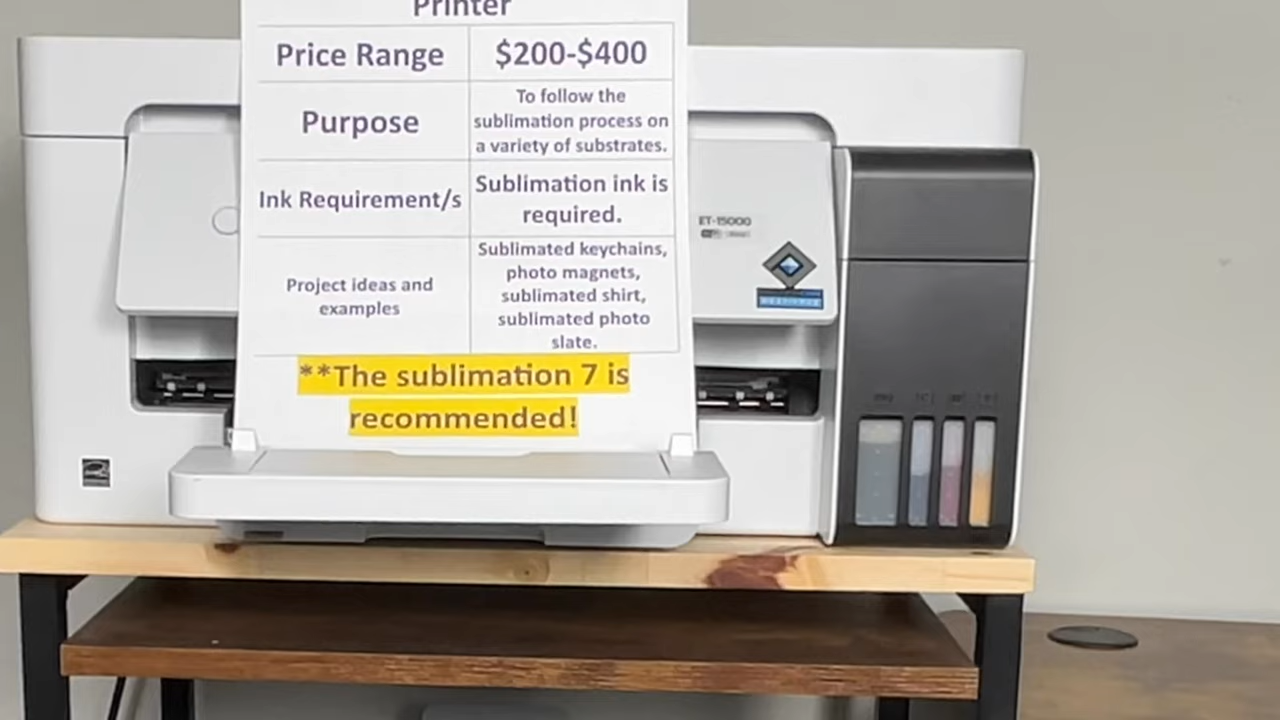 Printer
Price Range
$200-$400
Purpose
To follow the
sublimation process on
a variety of substrates.
Ink Requirement/s
Sublimation ink is
required.
Project ideas and
examples
Sublimated keychains,
photo magnets,
sublimated shirt,
sublimated photo
slate.
**The sublimation 7 is
recommended!
ET-15000